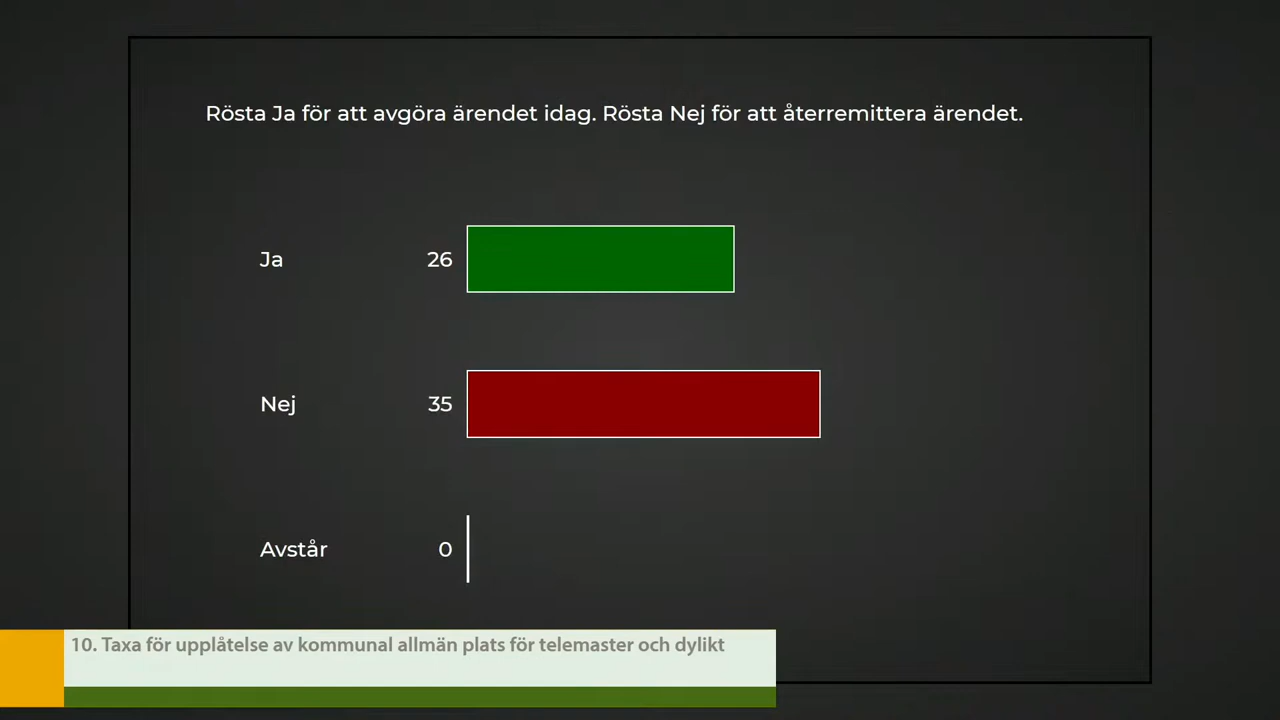 Rösta Ja för att avgöra ärendet idag. Rösta Nej för att återremittera ärendet.
Ja 26
Nej 35
Avstår 0
10. Taxa för upplåtelse av kommunal allmän plats för telemaster och dylikt